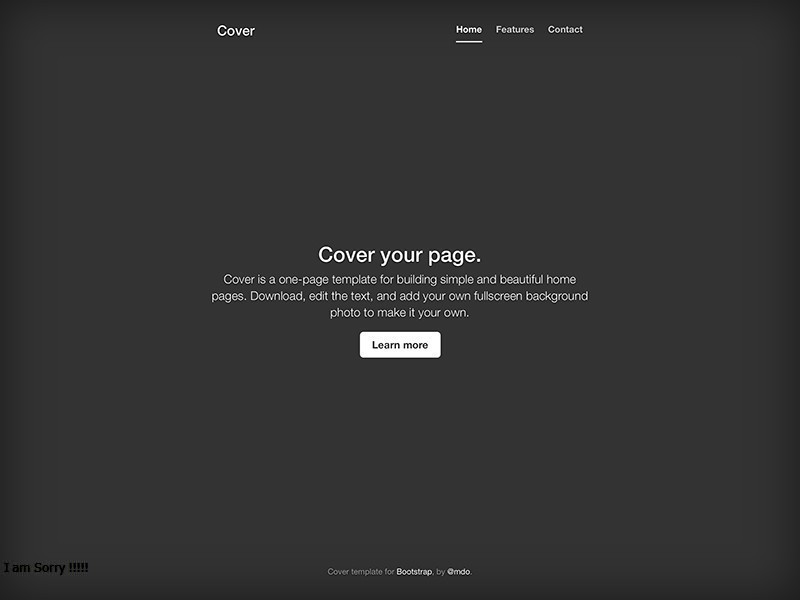 Cover
Home Features Contact
Cover your page.
Cover is a one-page template for building simple and beautiful home
pages. Download, edit the text, and add your own fullscreen background
photo to make it your own.
Learn more
I am Sorry !!!!!
Cover template for Bootstrap, by @mdo.